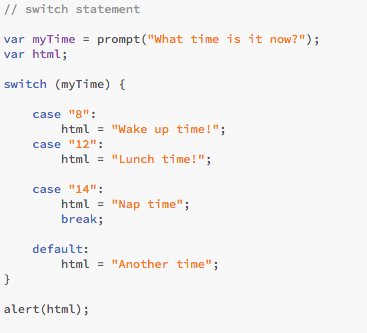 // switch statement
var myTime = prompt("What time is it now?");
var html;
switch (myTime) {
case "8":
html = "Wake up time!";
case "12":
html = "Lunch time!";
case "14":
html = "Nap time";
break;
default:
html = "Another time";
}
alert(html);